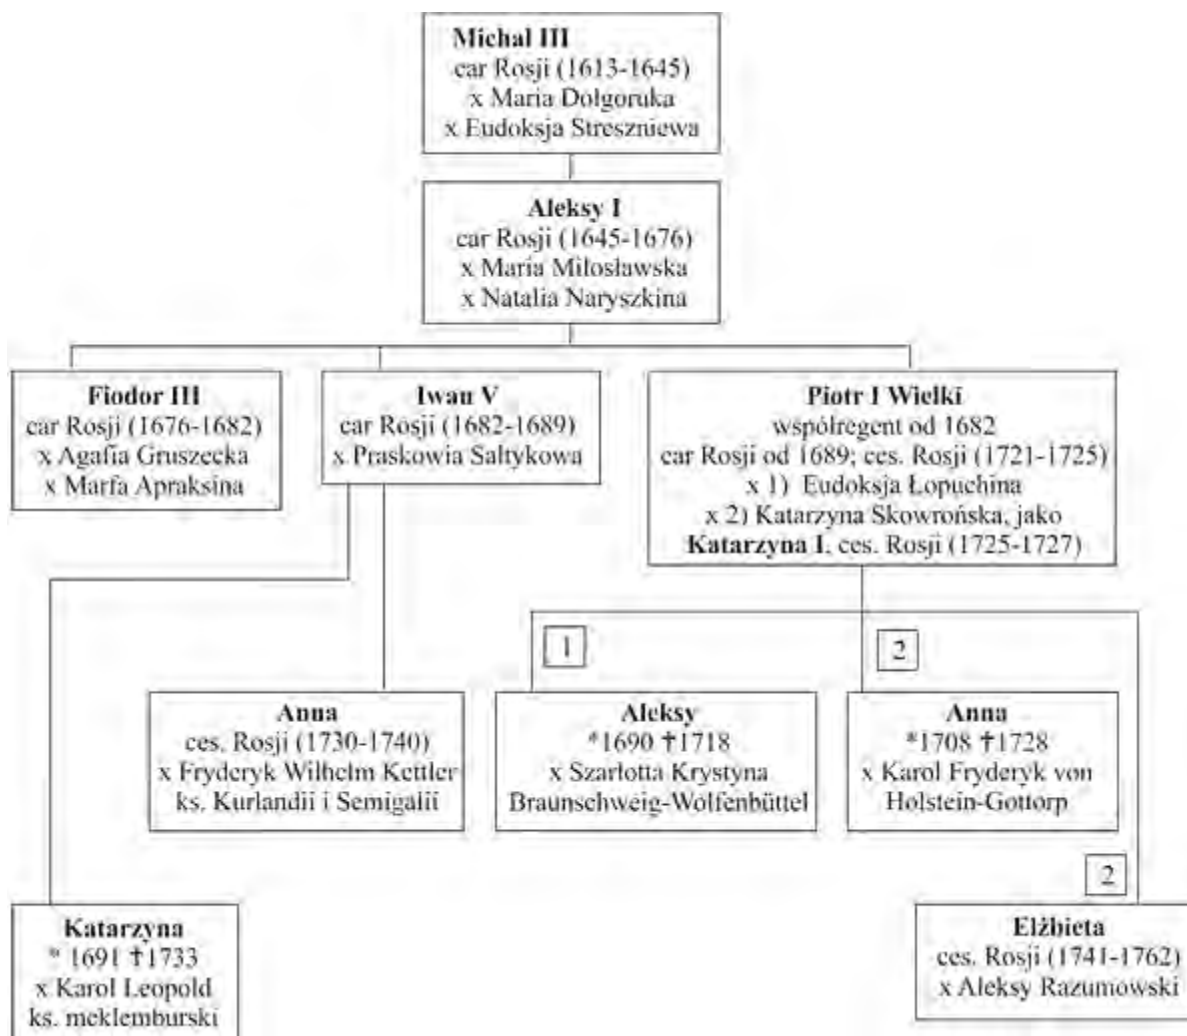 Michał III
car Rosji (1613-1645)
x Maria Dołgoruka
x Eudoksja Streszniewa
Aleksy I
car Rosji (1645-1676)
x Maria Miłosławska
x Natalia Naryszkina
Fiodor III
car Rosji (1676-1682)
x Agafia Gruszecka
x Marfa Apraksina
Iwan V
car Rosji (1682-1689)
x Praskowia Sałtykowa
Piotr I Wielki
współregent od 1682
car Rosji od 1689; ces. Rosji (1721-1725)
x 1) Eudoksja Łopuchina
x 2) Katarzyna Skowrońska, jako
Katarzyna I, ces. Rosji (1725-1727)
1
2
Anna
ces. Rosji (1730-1740)
x Fryderyk Wilhelm Kettler
ks. Kurlandii i Semigalii
Aleksy
*1690 †1718
x Szarlotta Krystyna
Braunschweig-Wolfenbüttel
Anna
*1708 †1728
x Karol Fryderyk von
Holstein-Gottorp
2
Katarzyna
* 1691 †1733
x Karol Leopold
ks. meklemburski
Elżbieta
ces. Rosji (1741-1762)
x Aleksy Razumowski